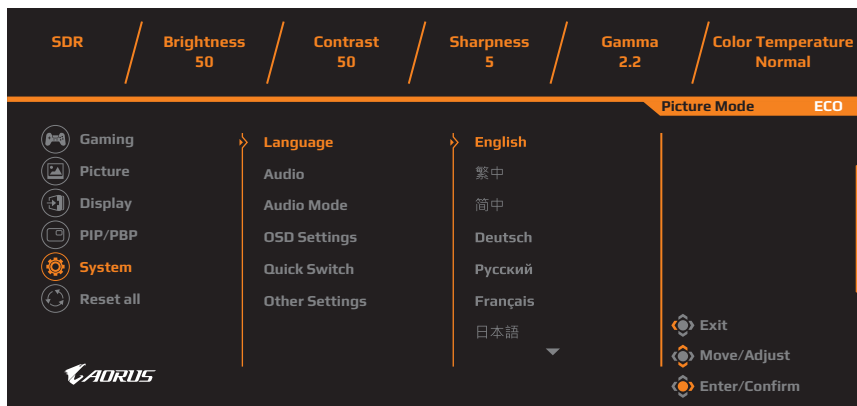 SDR Brightness Contrast Sharpness Gamma Color Temperature
50 50 5 2.2 Normal
Picture Mode ECO
Gaming Language English
Picture Audio 繁中
Display Audio Mode 简中
PIP/PBP OSD Settings Deutsch
System Quick Switch Русский
Reset all Other Settings Français
日本語
Exit
Move/Adjust
Enter/Confirm
AORUS